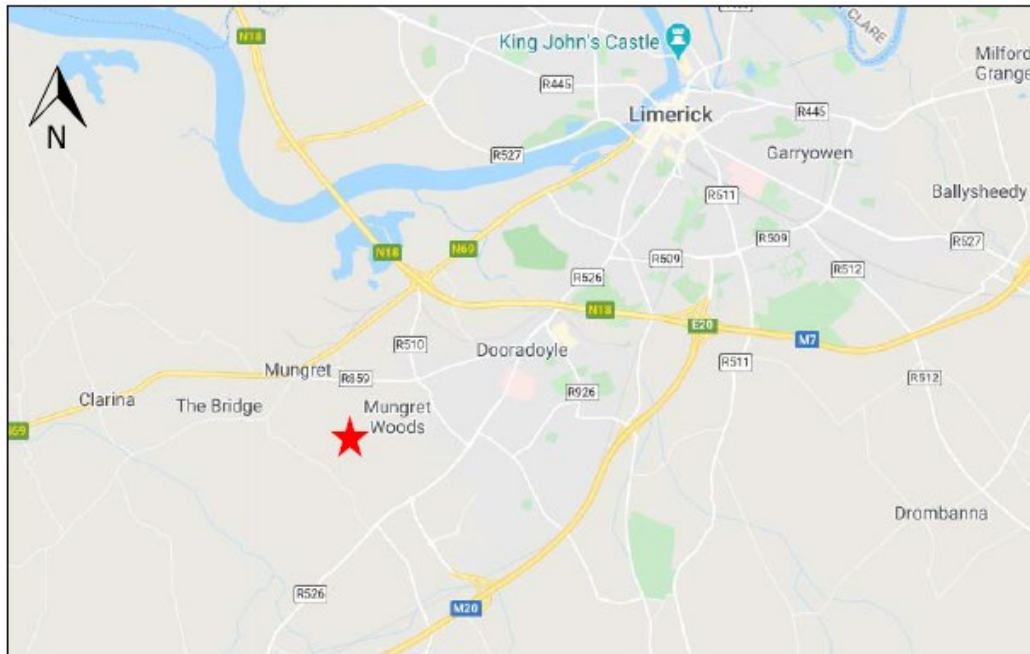 N18
King John's Castle
CLARE
Milford
Grange
R445
Limerick
R445
N
R527
Garryowen
R511
Ballysheedy
N69
R509
R527
N18
R526
R509
R512
N18
E20
M7
R510
Dooradoyle
R511
Mungret
R859
R512
Clarina
The Bridge
Mungret
Woods
R926
N69
Drombanna
R526
M20